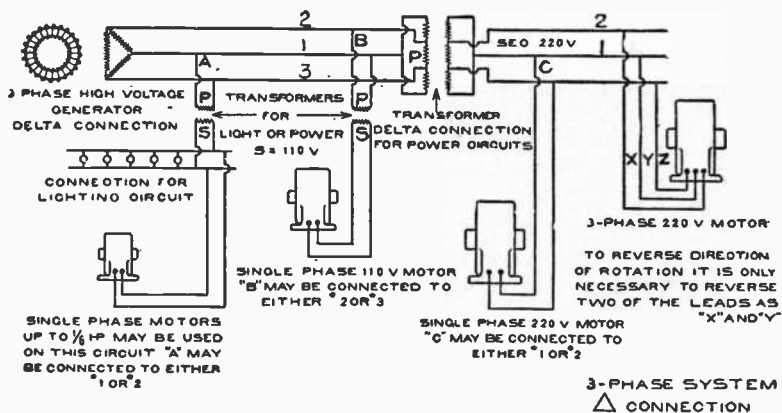 2
1
3
A
B
P
P
S
S
P
SEC 220 V
2
1
C
3 PHASE HIGH VOLTAGE
GENERATOR
DELTA CONNECTION
TRANSFORMERS
FOR
LIGHT OR POWER
S = 110 V
TRANSFORMER
DELTA CONNECTION
FOR POWER CIRCUITS
CONNECTION FOR
LIGHTING CIRCUIT
X Y Z
3-PHASE 220 V MOTOR
SINGLE PHASE 110 V MOTOR
"B" MAY BE CONNECTED TO
EITHER #2 OR #3
TO REVERSE DIRECTION
OF ROTATION IT IS ONLY
NECESSARY TO REVERSE
TWO OF THE LEADS AS
"X" AND "Y"
SINGLE PHASE MOTORS
UP TO 1/6 HP MAY BE USED
ON THIS CIRCUIT "A" MAY
BE CONNECTED TO EITHER
#1 OR #2
SINGLE PHASE 220 V MOTOR
"C" MAY BE CONNECTED TO
EITHER #1 OR #2
3-PHASE SYSTEM
△ CONNECTION